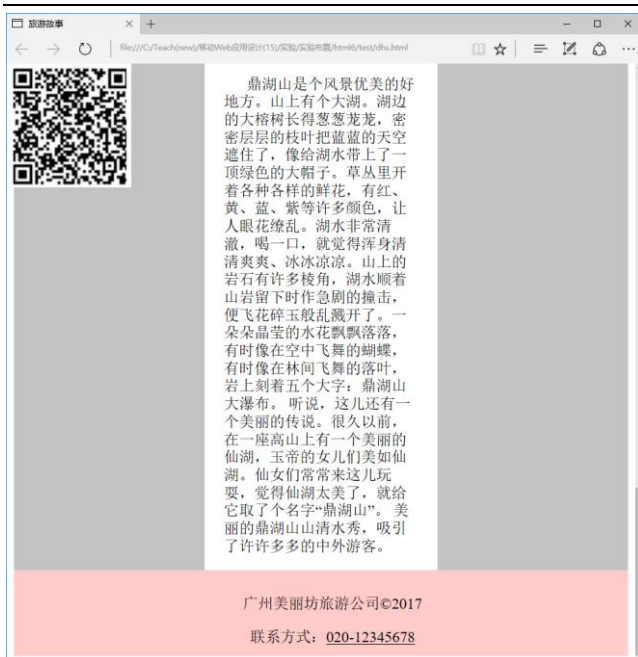 旅游故事
file:///C:/Teach(new)/移动Web应用设计(15)/实验/实验布置/html6/test/dhs.html
鼎湖山是个风景优美的好
地方。山上有个大湖。湖边
的大榕树长得葱葱茏茏，密
密层层的枝叶把蓝蓝的天空
遮住了，像给湖水带上了一
顶绿色的大帽子。草丛里开
着各种各样的鲜花，有红、
黄、蓝、紫等许多颜色，让
人眼花缭乱。湖水非常清
澈，喝一口，就觉得浑身清
清爽爽、冰冰凉凉。山上的
岩石有许多棱角，湖水顺着
山岩留下时作急剧的撞击，
便飞花碎玉般乱溅开了。一
朵朵晶莹的水花飘飘落落，
有时像在空中飞舞的蝴蝶，
有时像在林间飞舞的落叶，
岩上刻着五个大字：鼎湖山
大瀑布。 听说，这儿还有一
个美丽的传说。很久以前，
在一座高山上有一个美丽的
仙湖，玉帝的女儿们美如仙
湖。仙女们常常来这儿玩
耍，觉得仙湖太美了，就给
它取了个名字“鼎湖山”。 美
丽的鼎湖山山清水秀，吸引
了许许多多的中外游客。
广州美丽坊旅游公司©2017
联系方式：020-12345678